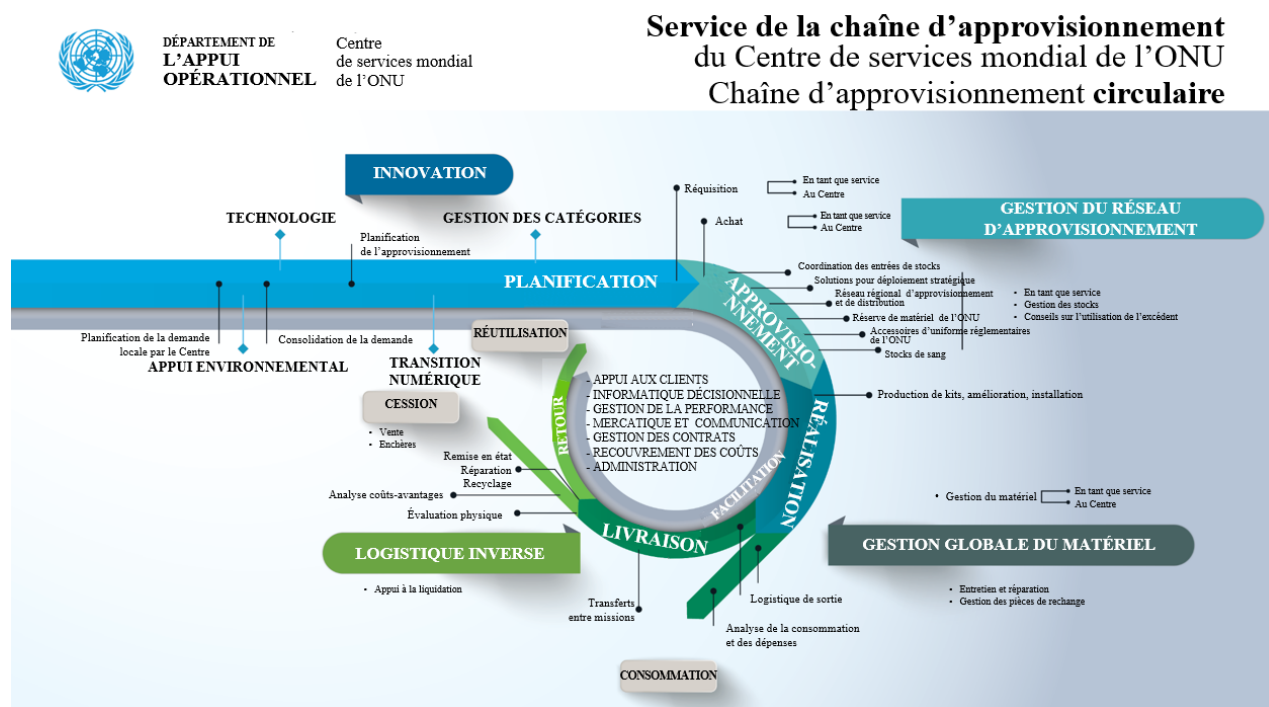 Service de la chaîne d’approvisionnement
du Centre de services mondial de l’ONU
Chaîne d’approvisionnement circulaire
DÉPARTEMENT DE
L’APPUI
OPÉRATIONNEL
Centre
de services mondial
de l’ONU
INNOVATION
TECHNOLOGIE
GESTION DES CATÉGORIES
Planification
de l’approvisionnement
Réquisition
En tant que service
Au Centre
Achat
En tant que service
Au Centre
GESTION DU RÉSEAU
D’APPROVISIONNEMENT
PLANIFICATION
APPROVISIO-
NNEMENT
Coordination des entrées de stocks
Solutions pour déploiement stratégique
Réseau régional d’approvisionnement
et de distribution
Réserve de matériel de l’ONU
Accessoires d’uniforme réglementaires
de l’ONU
Stocks de sang
• En tant que service
• Gestion des stocks
• Conseils sur l’utilisation de l’excédent
Planification de la demande
locale par le Centre
Consolidation de la demande
APPUI ENVIRONNEMENTAL
TRANSITION
NUMÉRIQUE
RÉUTILISATION
CESSION
• Vente
• Enchères
RETOUR
- APPUI AUX CLIENTS
- INFORMATIQUE DÉCISIONNELLE
- GESTION DE LA PERFORMANCE
- MERCATIQUE ET COMMUNICATION
- GESTION DES CONTRATS
- RECOUVREMENT DES COÛTS
- ADMINISTRATION
RÉALISATION
Production de kits, amélioration, installation
FACILITATION
Remise en état
Réparation
Recyclage
Analyse coûts-avantages
Évaluation physique
• Gestion du matériel
En tant que service
Au Centre
LIVRAISON
LOGISTIQUE INVERSE
• Appui à la liquidation
GESTION GLOBALE DU MATÉRIEL
• Entretien et réparation
• Gestion des pièces de rechange
Transferts
entre missions
Logistique de sortie
Analyse de la consommation
et des dépenses
CONSOMMATION